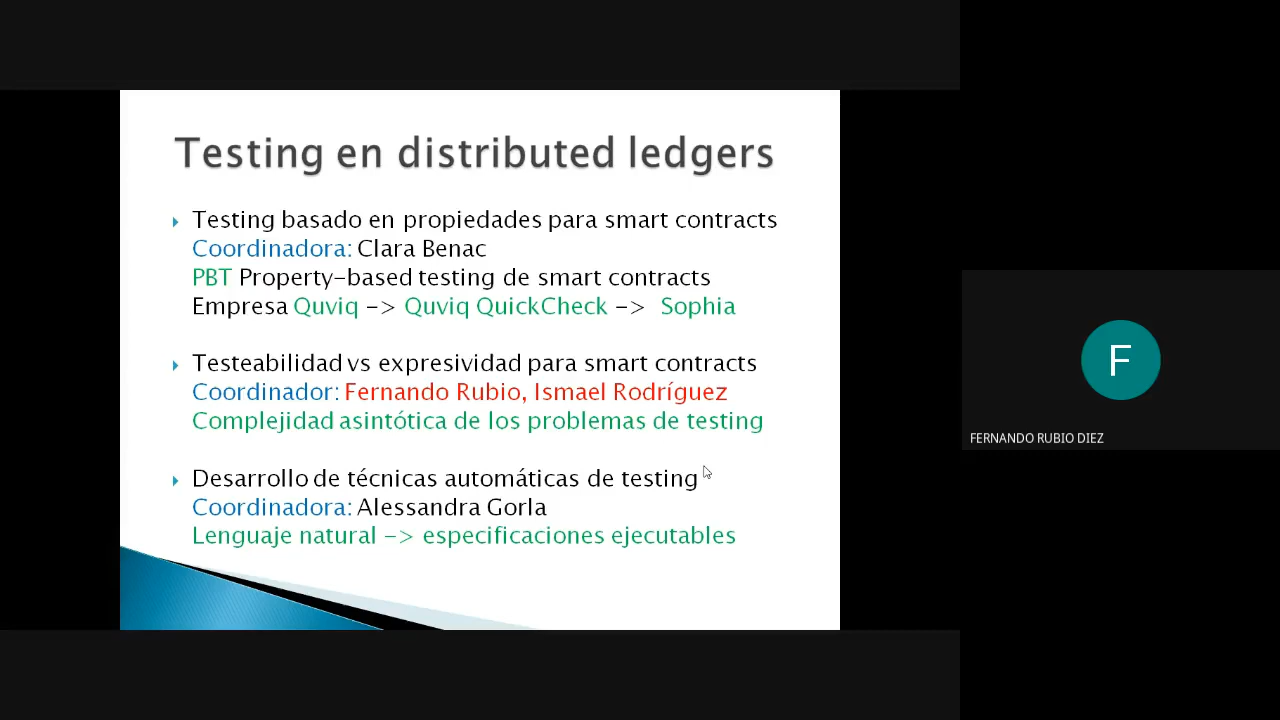 Testing en distributed ledgers
Testing basado en propiedades para smart contracts
Coordinadora: Clara Benac
PBT Property-based testing de smart contracts
Empresa Quviq -> Quviq QuickCheck -> Sophia
Testeabilidad vs expresividad para smart contracts
Coordinador: Fernando Rubio, Ismael Rodríguez
Complejidad asintótica de los problemas de testing
Desarrollo de técnicas automáticas de testing
Coordinadora: Alessandra Gorla
Lenguaje natural -> especificaciones ejecutables
F
FERNANDO RUBIO DIEZ